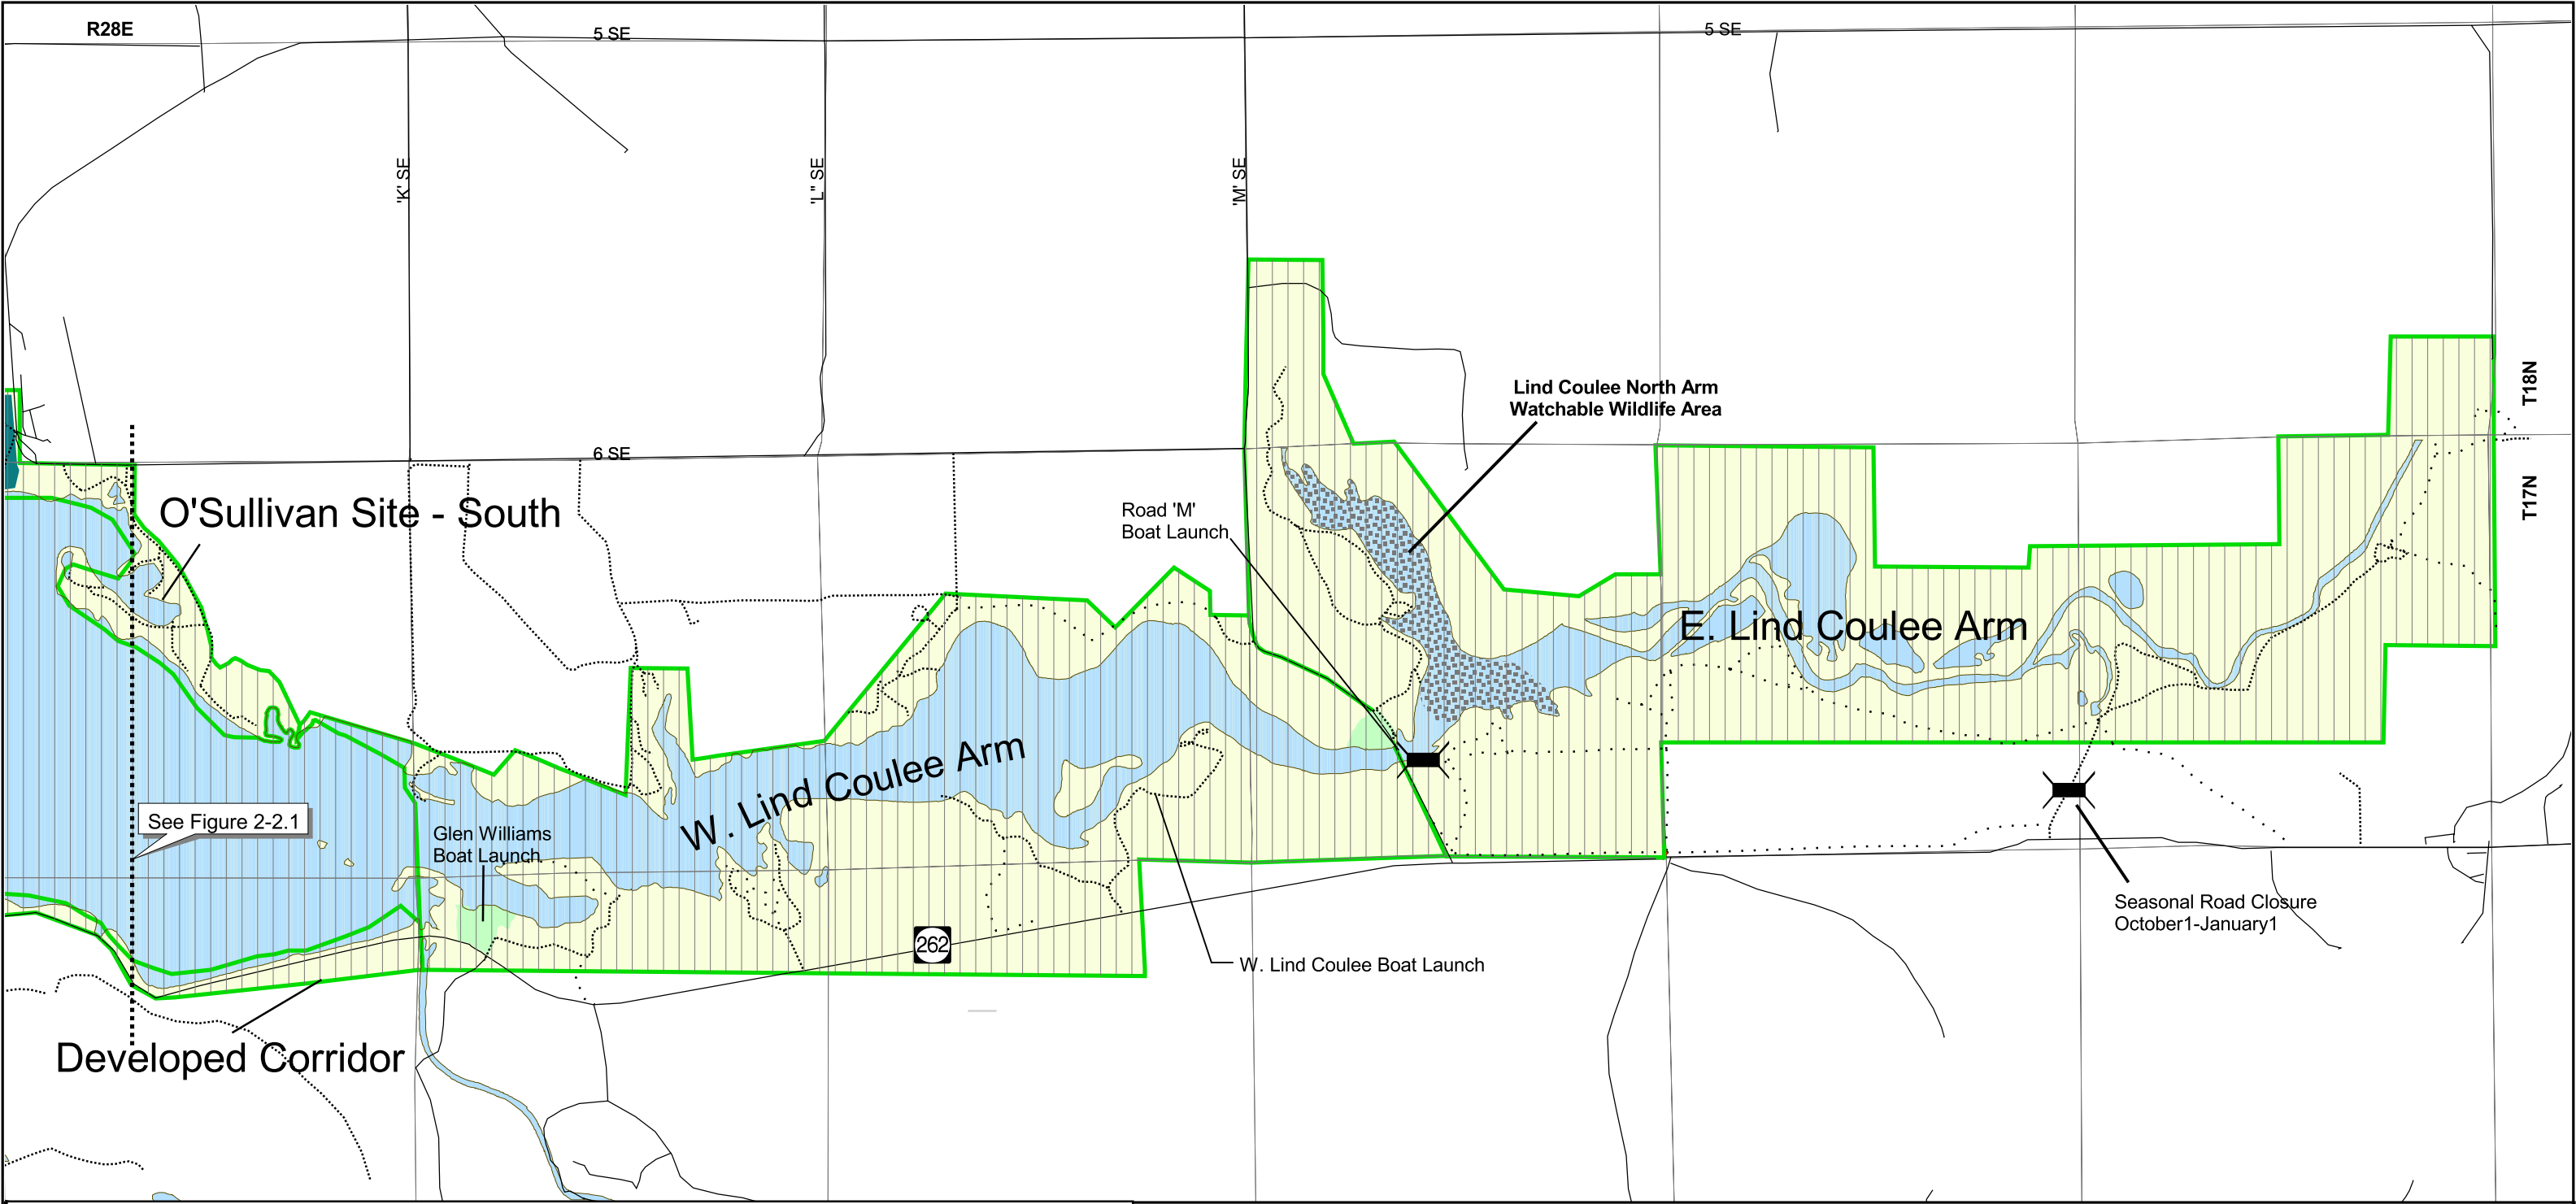 R28E
5 SE
5 SE
'K' SE
'L" SE
'M' SE
T18N
Lind Coulee North Arm
Watchable Wildlife Area
6 SE
T17N
O'Sullivan Site - South
Road 'M'
Boat Launch
E. Lind Coulee Arm
W. Lind Coulee Arm
See Figure 2-2.1
Glen Williams
Boat Launch
Seasonal Road Closure
October1-January1
262
W. Lind Coulee Boat Launch
Developed Corridor